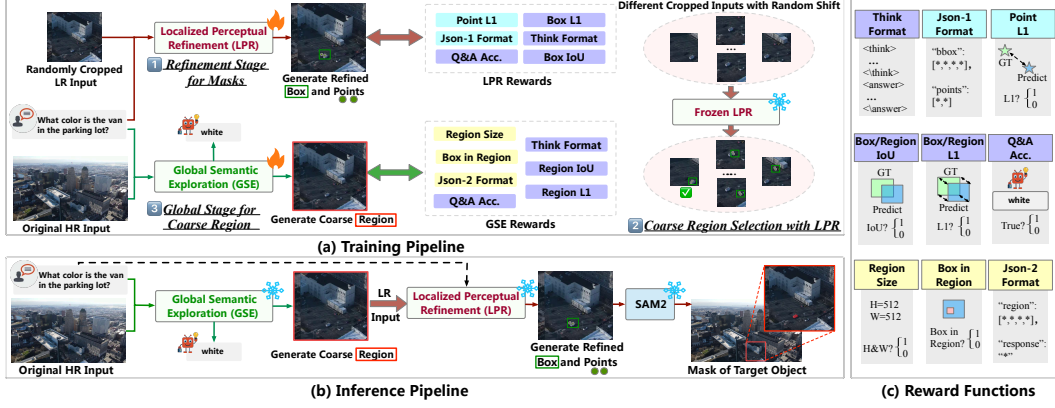 Randomly Cropped
LR Input
Localized Perceptual
Refinement (LPR)
1 Refinement Stage
for Masks
Generate Refined
Box and Points
Point L1
Box L1
Json-1 Format
Think Format
Q&A Acc.
Box IoU
LPR Rewards
What color is the van
in the parking lot?
Original HR Input
white
Global Semantic
Exploration (GSE)
3 Global Stage for
Coarse Region
Generate Coarse Region
Region Size
Think Format
Box in Region
Region IoU
Json-2 Format
Region L1
Q&A Acc.
GSE Rewards
Different Cropped Inputs with Random Shift
....
Frozen LPR
....
2 Coarse Region Selection with LPR
(a) Training Pipeline
What color is the van
in the parking lot?
Original HR Input
Global Semantic
Exploration (GSE)
white
Generate Coarse Region
LR
Input
Localized Perceptual
Refinement (LPR)
Generate Refined
Box and Points
SAM2
Mask of Target Object
(b) Inference Pipeline
Think
Format
<think>
...
<\think>
<answer>
...
<\answer>
Json-1
Format
“bbox”:
[*,*,*,*],
“points”:
[*,*]
Point
L1
GT
Predict
L1? { 1
0
Box/Region
IoU
GT
Predict
IoU? { 1
0
Box/Region
L1
GT
Predict
L1? { 1
0
Q&A
Acc.
white
True? { 1
0
Region
Size
H=512
W=512
H&W? { 1
0
Box in
Region
Box in
Region? { 1
0
Json-2
Format
“region”:
[*,*,*,*],
“response”:
“*”
(c) Reward Functions